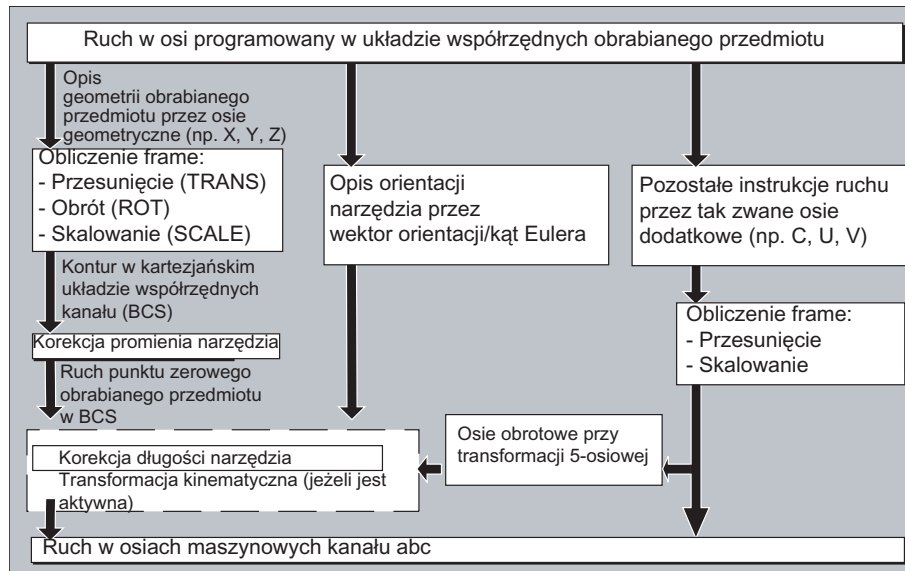 Ruch w osi programowany w układzie współrzędnych obrabianego przedmiotu
Opis
geometrii obrabianego
przedmiotu przez osie
geometryczne (np. X, Y, Z)
Obliczenie frame:
- Przesunięcie (TRANS)
- Obrót (ROT)
- Skalowanie (SCALE)
Kontur w kartezjańskim
układzie współrzędnych
kanału (BCS)
Korekcja promienia narzędzia
Ruch punktu zerowego
obrabianego przedmiotu
w BCS
Opis orientacji
narzędzia przez
wektor orientacji/kąt Eulera
Pozostałe instrukcje ruchu
przez tak zwane osie
dodatkowe (np. C, U, V)
Obliczenie frame:
- Przesunięcie
- Skalowanie
Osie obrotowe przy
transformacji 5-osiowej
Korekcja długości narzędzia
Transformacja kinematyczna (jeżeli jest
aktywna)
Ruch w osiach maszynowych kanału abc